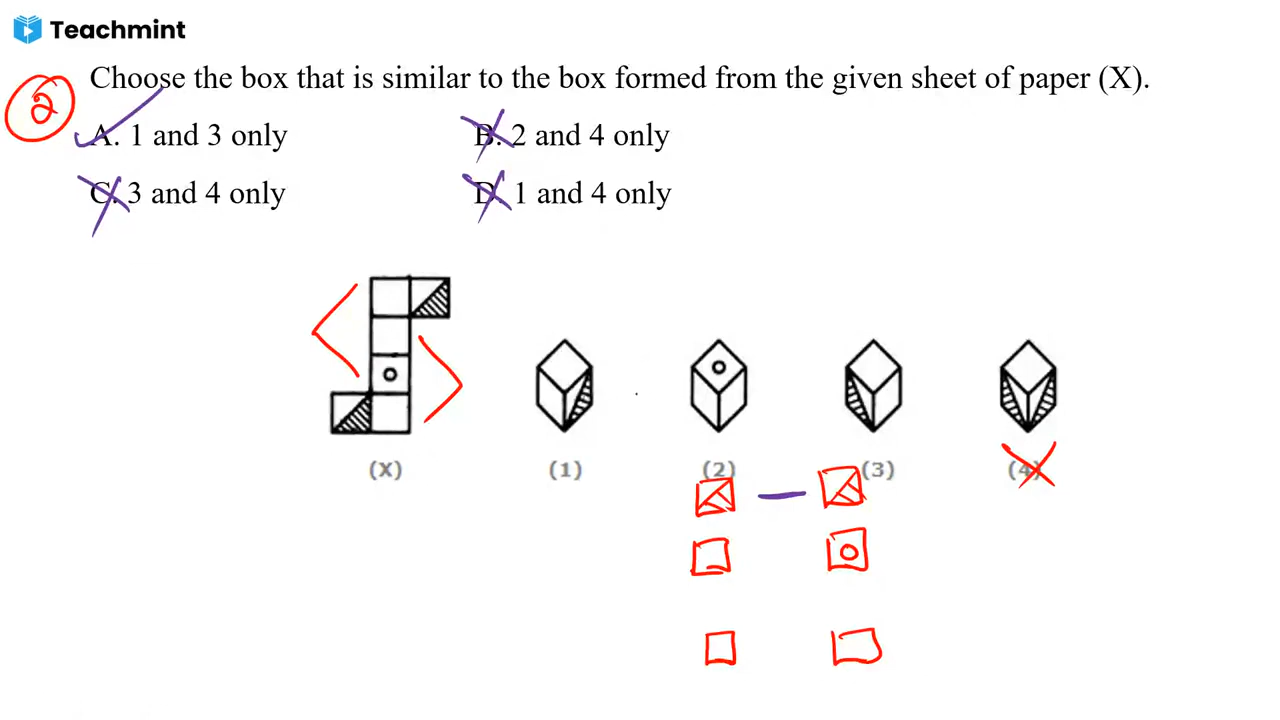 Teachmint
2
Choose the box that is similar to the box formed from the given sheet of paper (X).
A. 1 and 3 only
B. 2 and 4 only
C. 3 and 4 only
D. 1 and 4 only
(X)
(1)
(2)
(3)
(4)